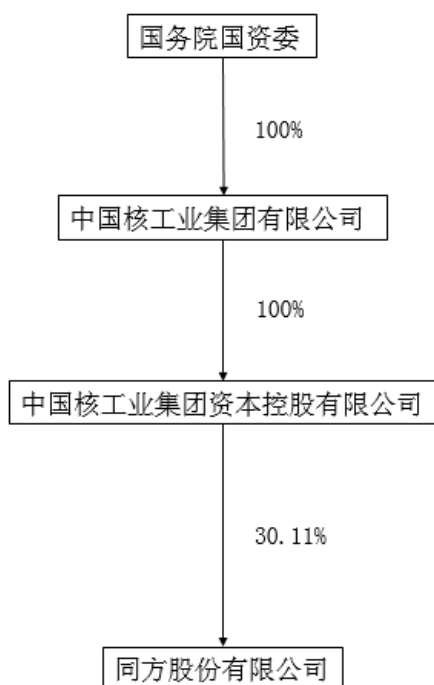 国务院国资委
100%
中国核工业集团有限公司
100%
中国核工业集团资本控股有限公司
30.11%
同方股份有限公司